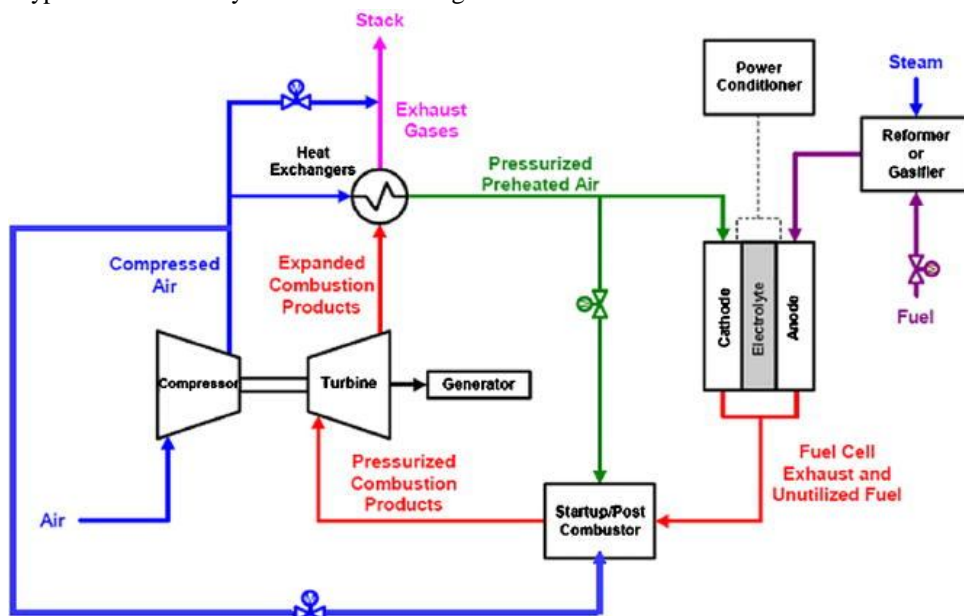 Stack
Power
Conditioner
Steam
Exhaust
Gases
Reformer
or
Gasifier
Heat
Exchangers
Pressurized
Preheated Air
Compressed
Air
Expanded
Combustion
Products
Cathode
Electrolyte
Anode
Fuel
Compressor
Turbine
Generator
Pressurized
Combustion
Products
Fuel Cell
Exhaust and
Unutilized Fuel
Air
Startup/Post
Combustor